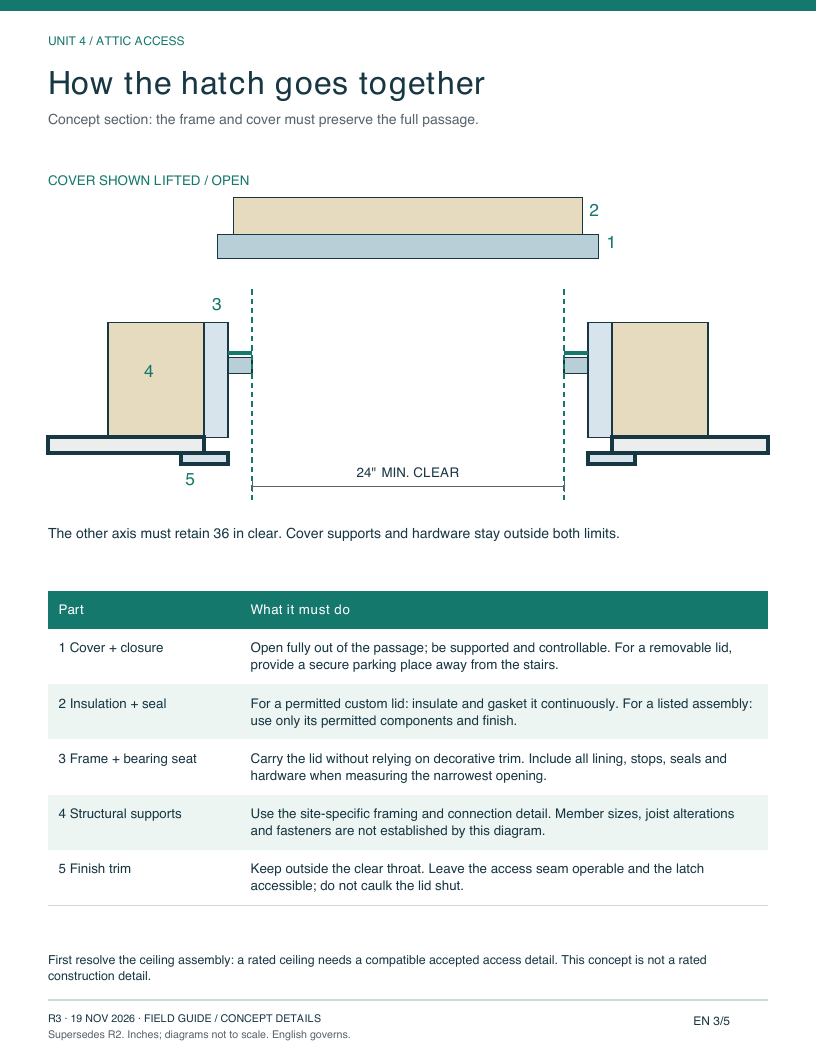 UNIT 4 / ATTIC ACCESS
How the hatch goes together
Concept section: the frame and cover must preserve the full passage.
COVER SHOWN LIFTED / OPEN
2
1
3
4
24" MIN. CLEAR
5
The other axis must retain 36 in clear. Cover supports and hardware stay outside both limits.
Part What it must do
1 Cover + closure Open fully out of the passage; be supported and controllable. For a removable lid,
provide a secure parking place away from the stairs.
2 Insulation + seal For a permitted custom lid: insulate and gasket it continuously. For a listed assembly:
use only its permitted components and finish.
3 Frame + bearing seat Carry the lid without relying on decorative trim. Include all lining, stops, seals and
hardware when measuring the narrowest opening.
4 Structural supports Use the site-specific framing and connection detail. Member sizes, joist alterations
and fasteners are not established by this diagram.
5 Finish trim Keep outside the clear throat. Leave the access seam operable and the latch
accessible; do not caulk the lid shut.
First resolve the ceiling assembly: a rated ceiling needs a compatible accepted access detail. This concept is not a rated
construction detail.
R3 · 19 NOV 2026 · FIELD GUIDE / CONCEPT DETAILS EN 3/5
Supersedes R2. Inches; diagrams not to scale. English governs.